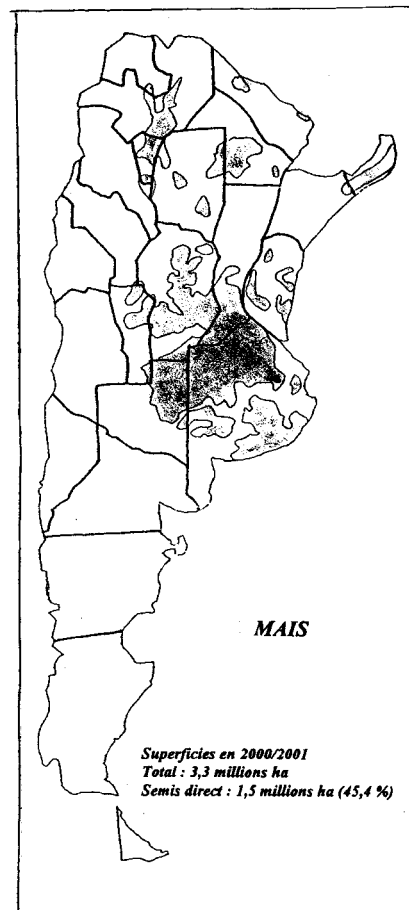 MAIS
Superficies en 2000/2001
Total : 3,3 millions ha
Semis direct : 1,5 millions ha (45,4 %)